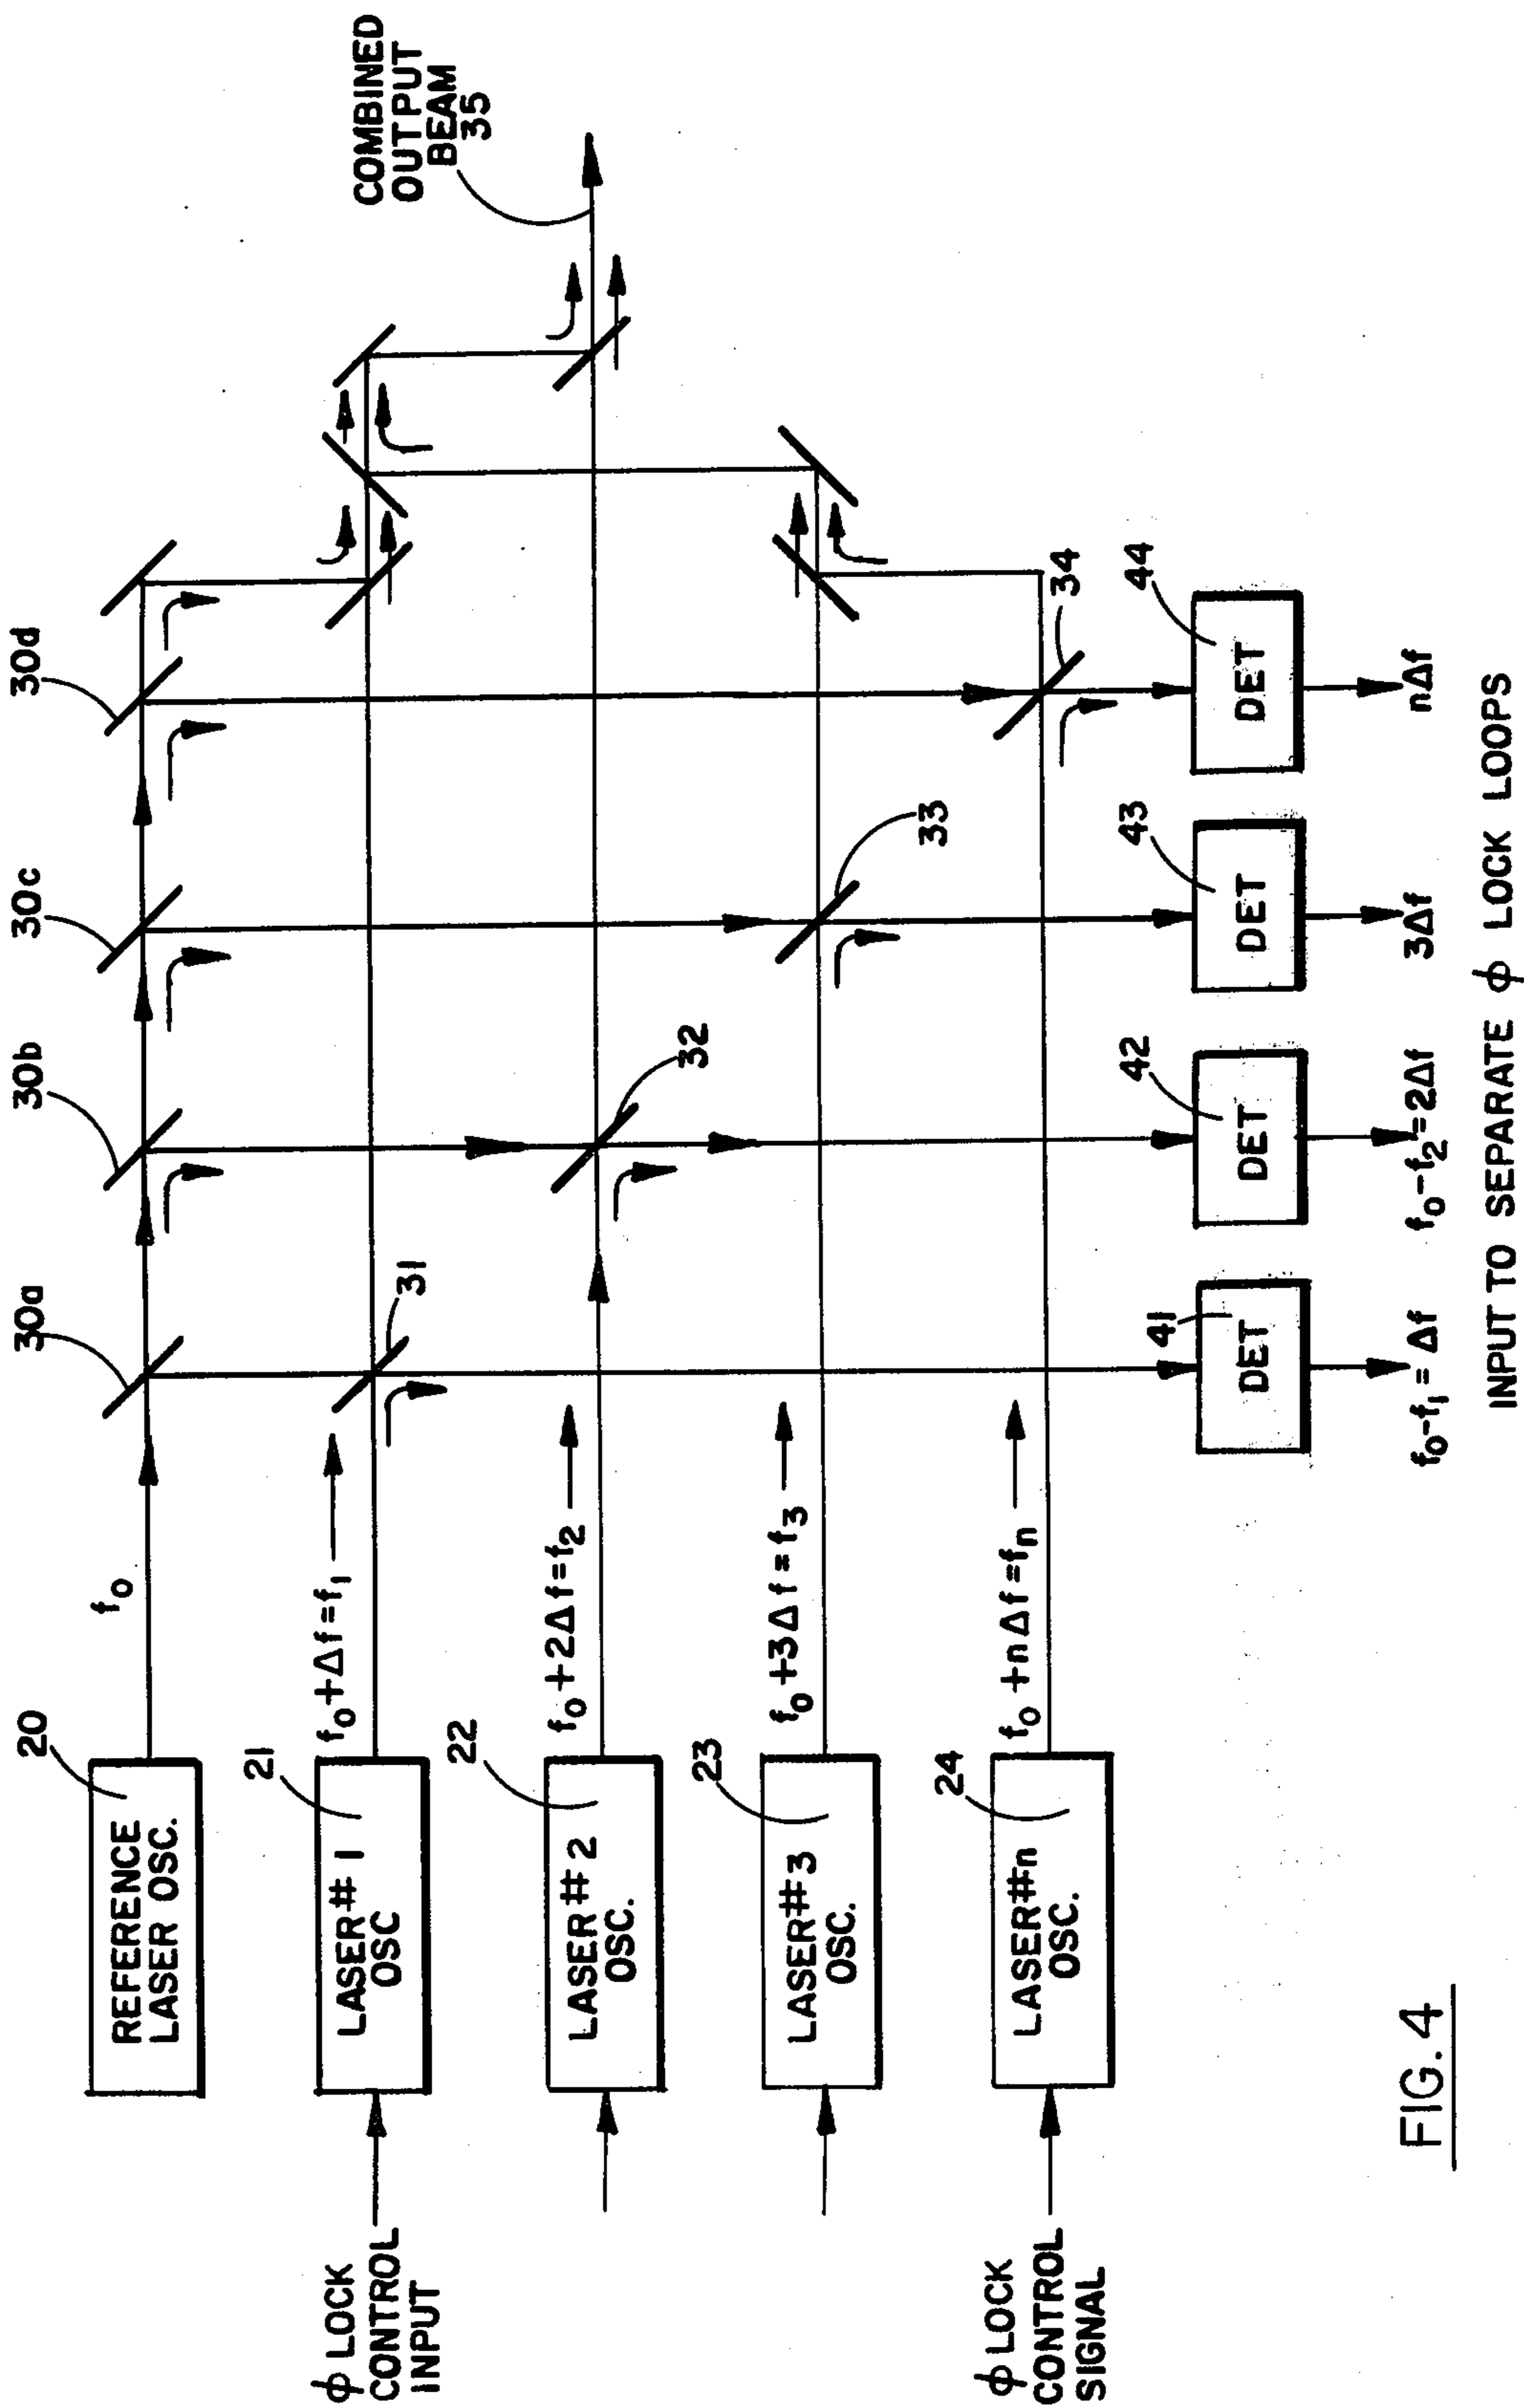 30a
30b
30c
30d
20
REFERENCE
LASER OSC.
f₀
COMBINED
OUTPUT
BEAM
35
ϕ LOCK
CONTROL
INPUT
21
LASER # 1
OSC
f₀+Δf=f₁
31
22
LASER # 2
OSC.
f₀+2Δf=f₂
32
23
LASER #3
OSC.
f₀+3Δf=f₃
33
ϕ LOCK
CONTROL
SIGNAL
24
LASER#n
OSC.
f₀+nΔf=fₙ
34
41
DET
42
DET
43
DET
44
DET
f₀-f₁= Δf
f₀-f₂=2Δf
3Δf
nΔf
INPUT TO SEPARATE ϕ LOCK LOOPS
FIG. 4